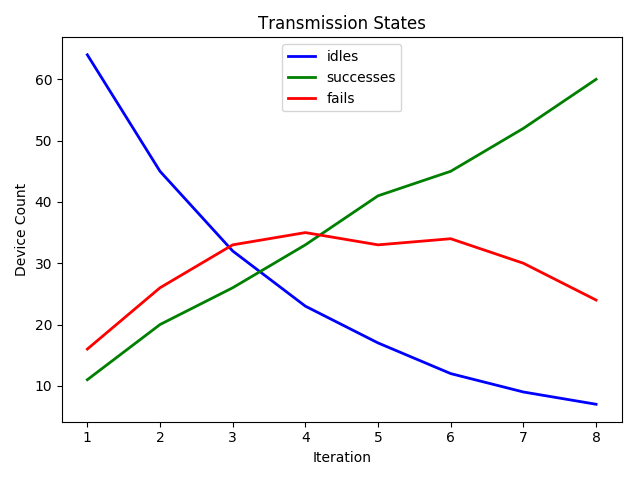 Transmission States
idles
successes
fails
Device Count
60
50
40
30
20
10
1 2 3 4 5 6 7 8
Iteration